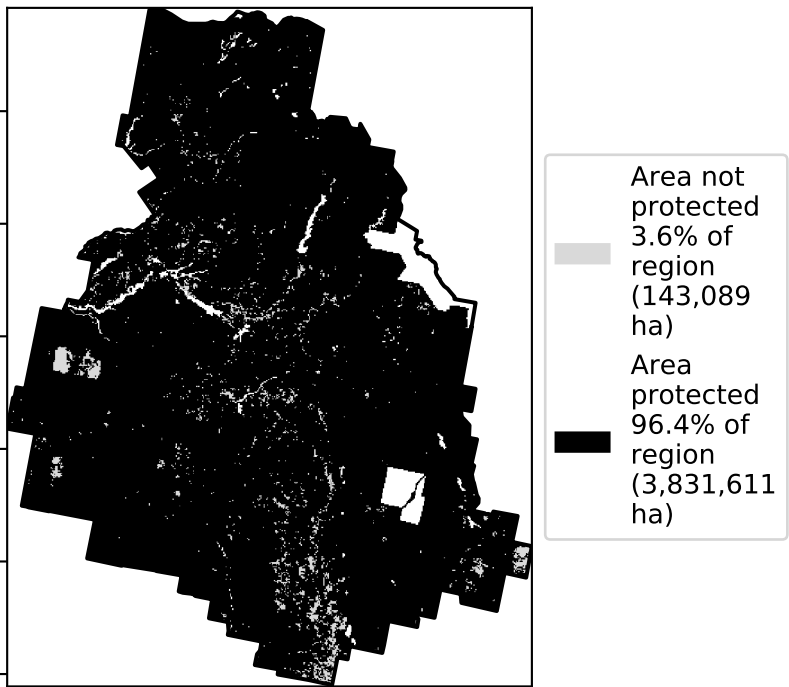 Area not
protected
3.6% of
region
(143,089
ha)
Area
protected
96.4% of
region
(3,831,611
ha)